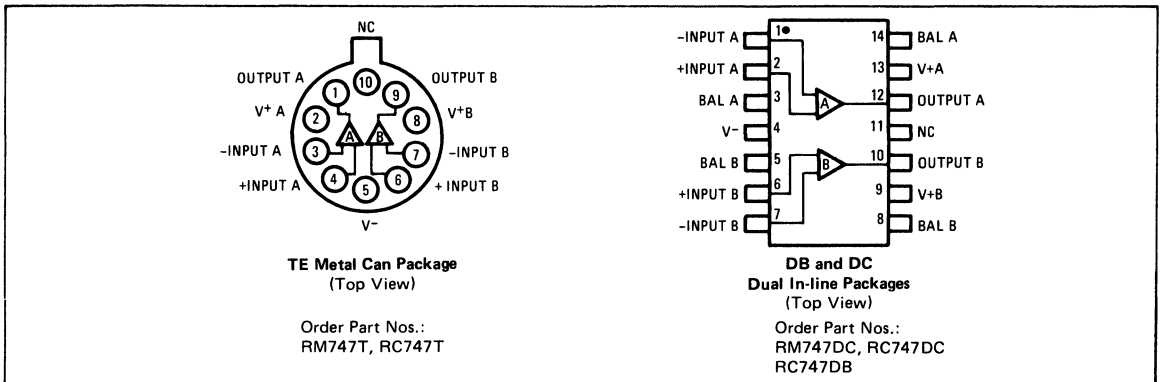 NC
OUTPUT A
OUTPUT B
1
10
9
V+ A
2
8
V+B
A
B
-INPUT A
3
7
-INPUT B
+INPUT A
4
5
6
+ INPUT B
V-
TE Metal Can Package
(Top View)
Order Part Nos.:
RM747T, RC747T
-INPUT A
1
14
BAL A
+INPUT A
2
13
V+A
BAL A
3
A
12
OUTPUT A
V-
4
11
NC
BAL B
5
B
10
OUTPUT B
+INPUT B
6
9
V+B
-INPUT B
7
8
BAL B
DB and DC
Dual In-line Packages
(Top View)
Order Part Nos.:
RM747DC, RC747DC
RC747DB